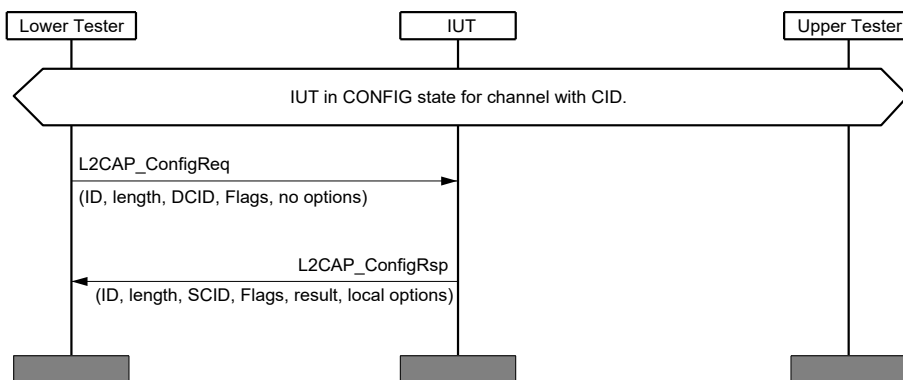 Lower Tester
IUT
Upper Tester
IUT in CONFIG state for channel with CID.
L2CAP_ConfigReq
(ID, length, DCID, Flags, no options)
L2CAP_ConfigRsp
(ID, length, SCID, Flags, result, local options)